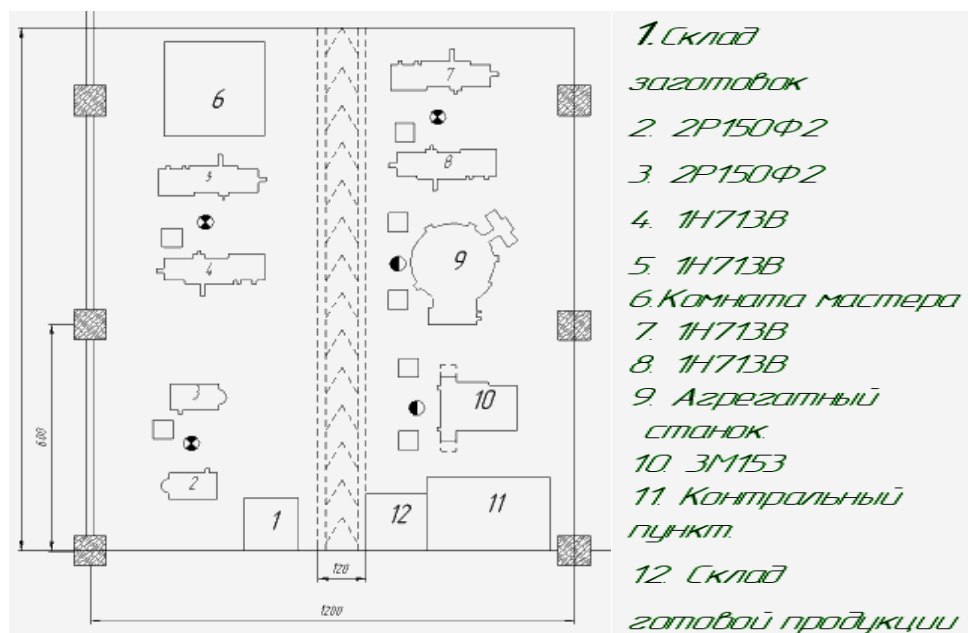 6
7
8
5
4
9
3
10
2
1
12
11
600
120
1200
1. Склад
заготовок
2. 2Р150Ф2
3. 2Р150Ф2
4. 1Н713В
5. 1Н713В
6. Комната мастера
7. 1Н713В
8. 1Н713В
9. Агрегатный
станок.
10. 3М153
11. Контральный
пункт.
12. Склад
готовой продукции